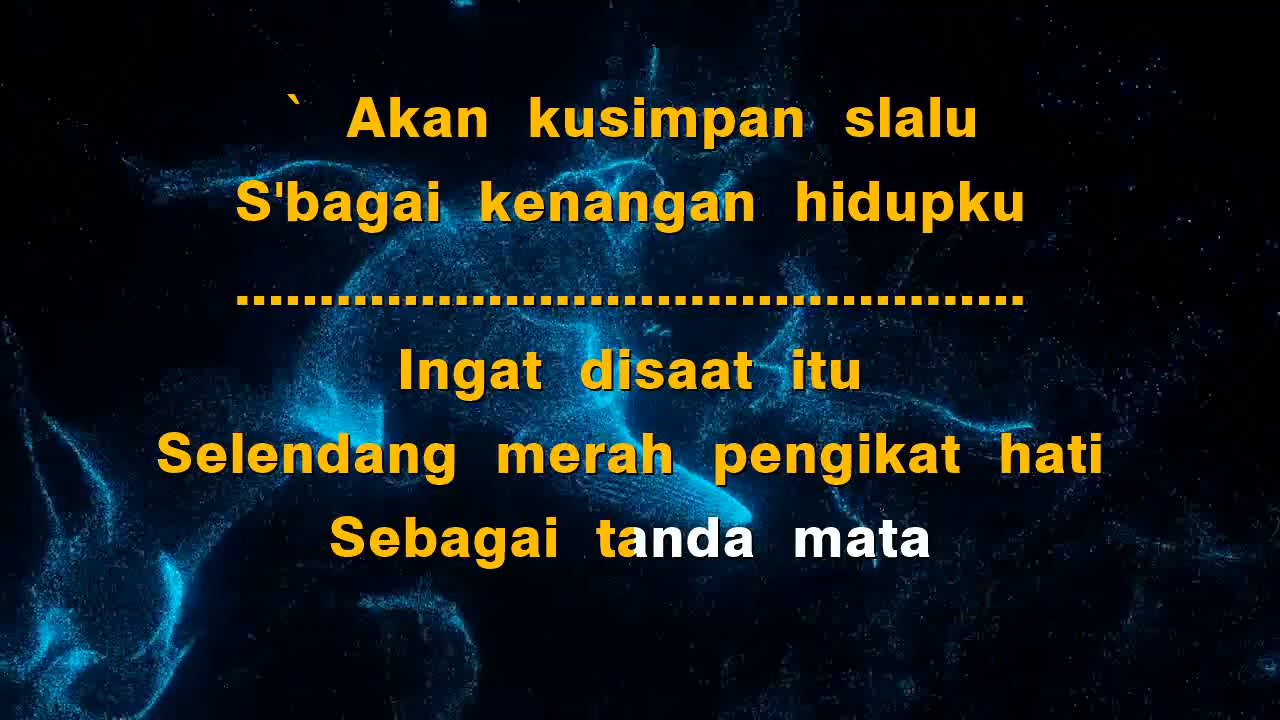 ` Akan kusimpan slalu
S'bagai kenangan hidupku
...............................................
Ingat disaat itu
Selendang merah pengikat hati
Sebagai tanda mata